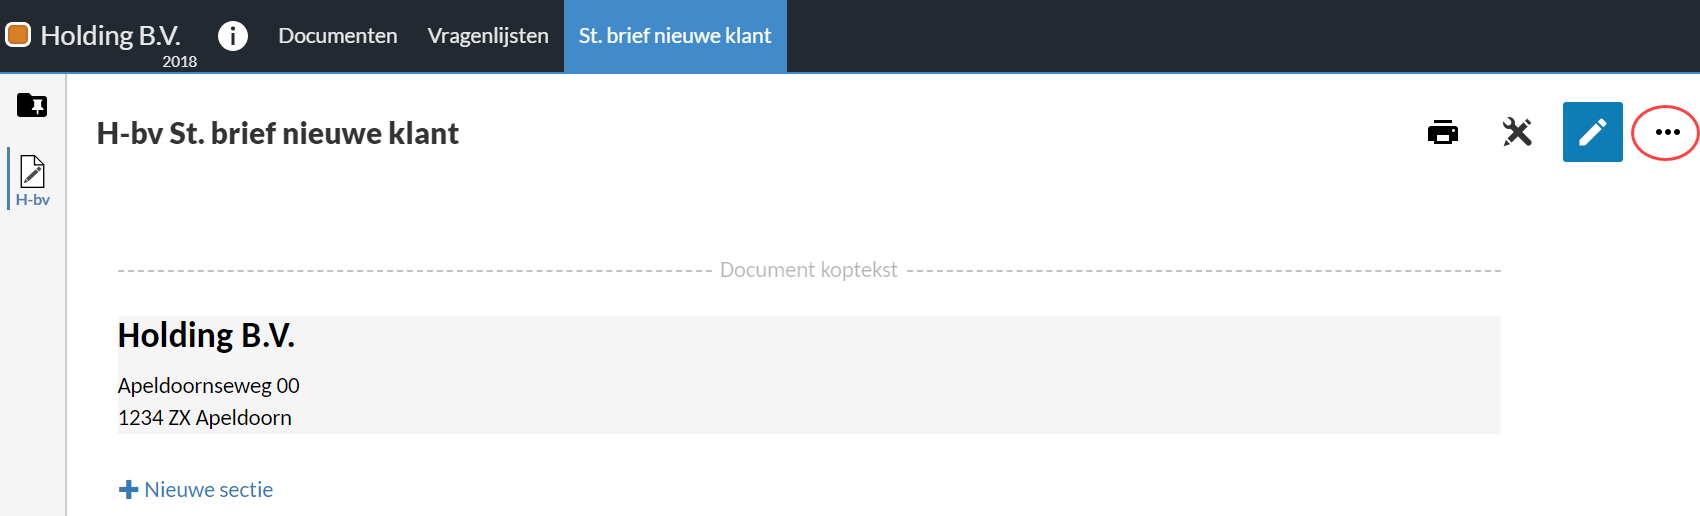 Holding B.V.
2018
Documenten
Vragenlijsten
St. brief nieuwe klant
H-bv
H-bv St. brief nieuwe klant
Document koptekst
Holding B.V.
Apeldoornseweg 00
1234 ZX Apeldoorn
Nieuwe sectie